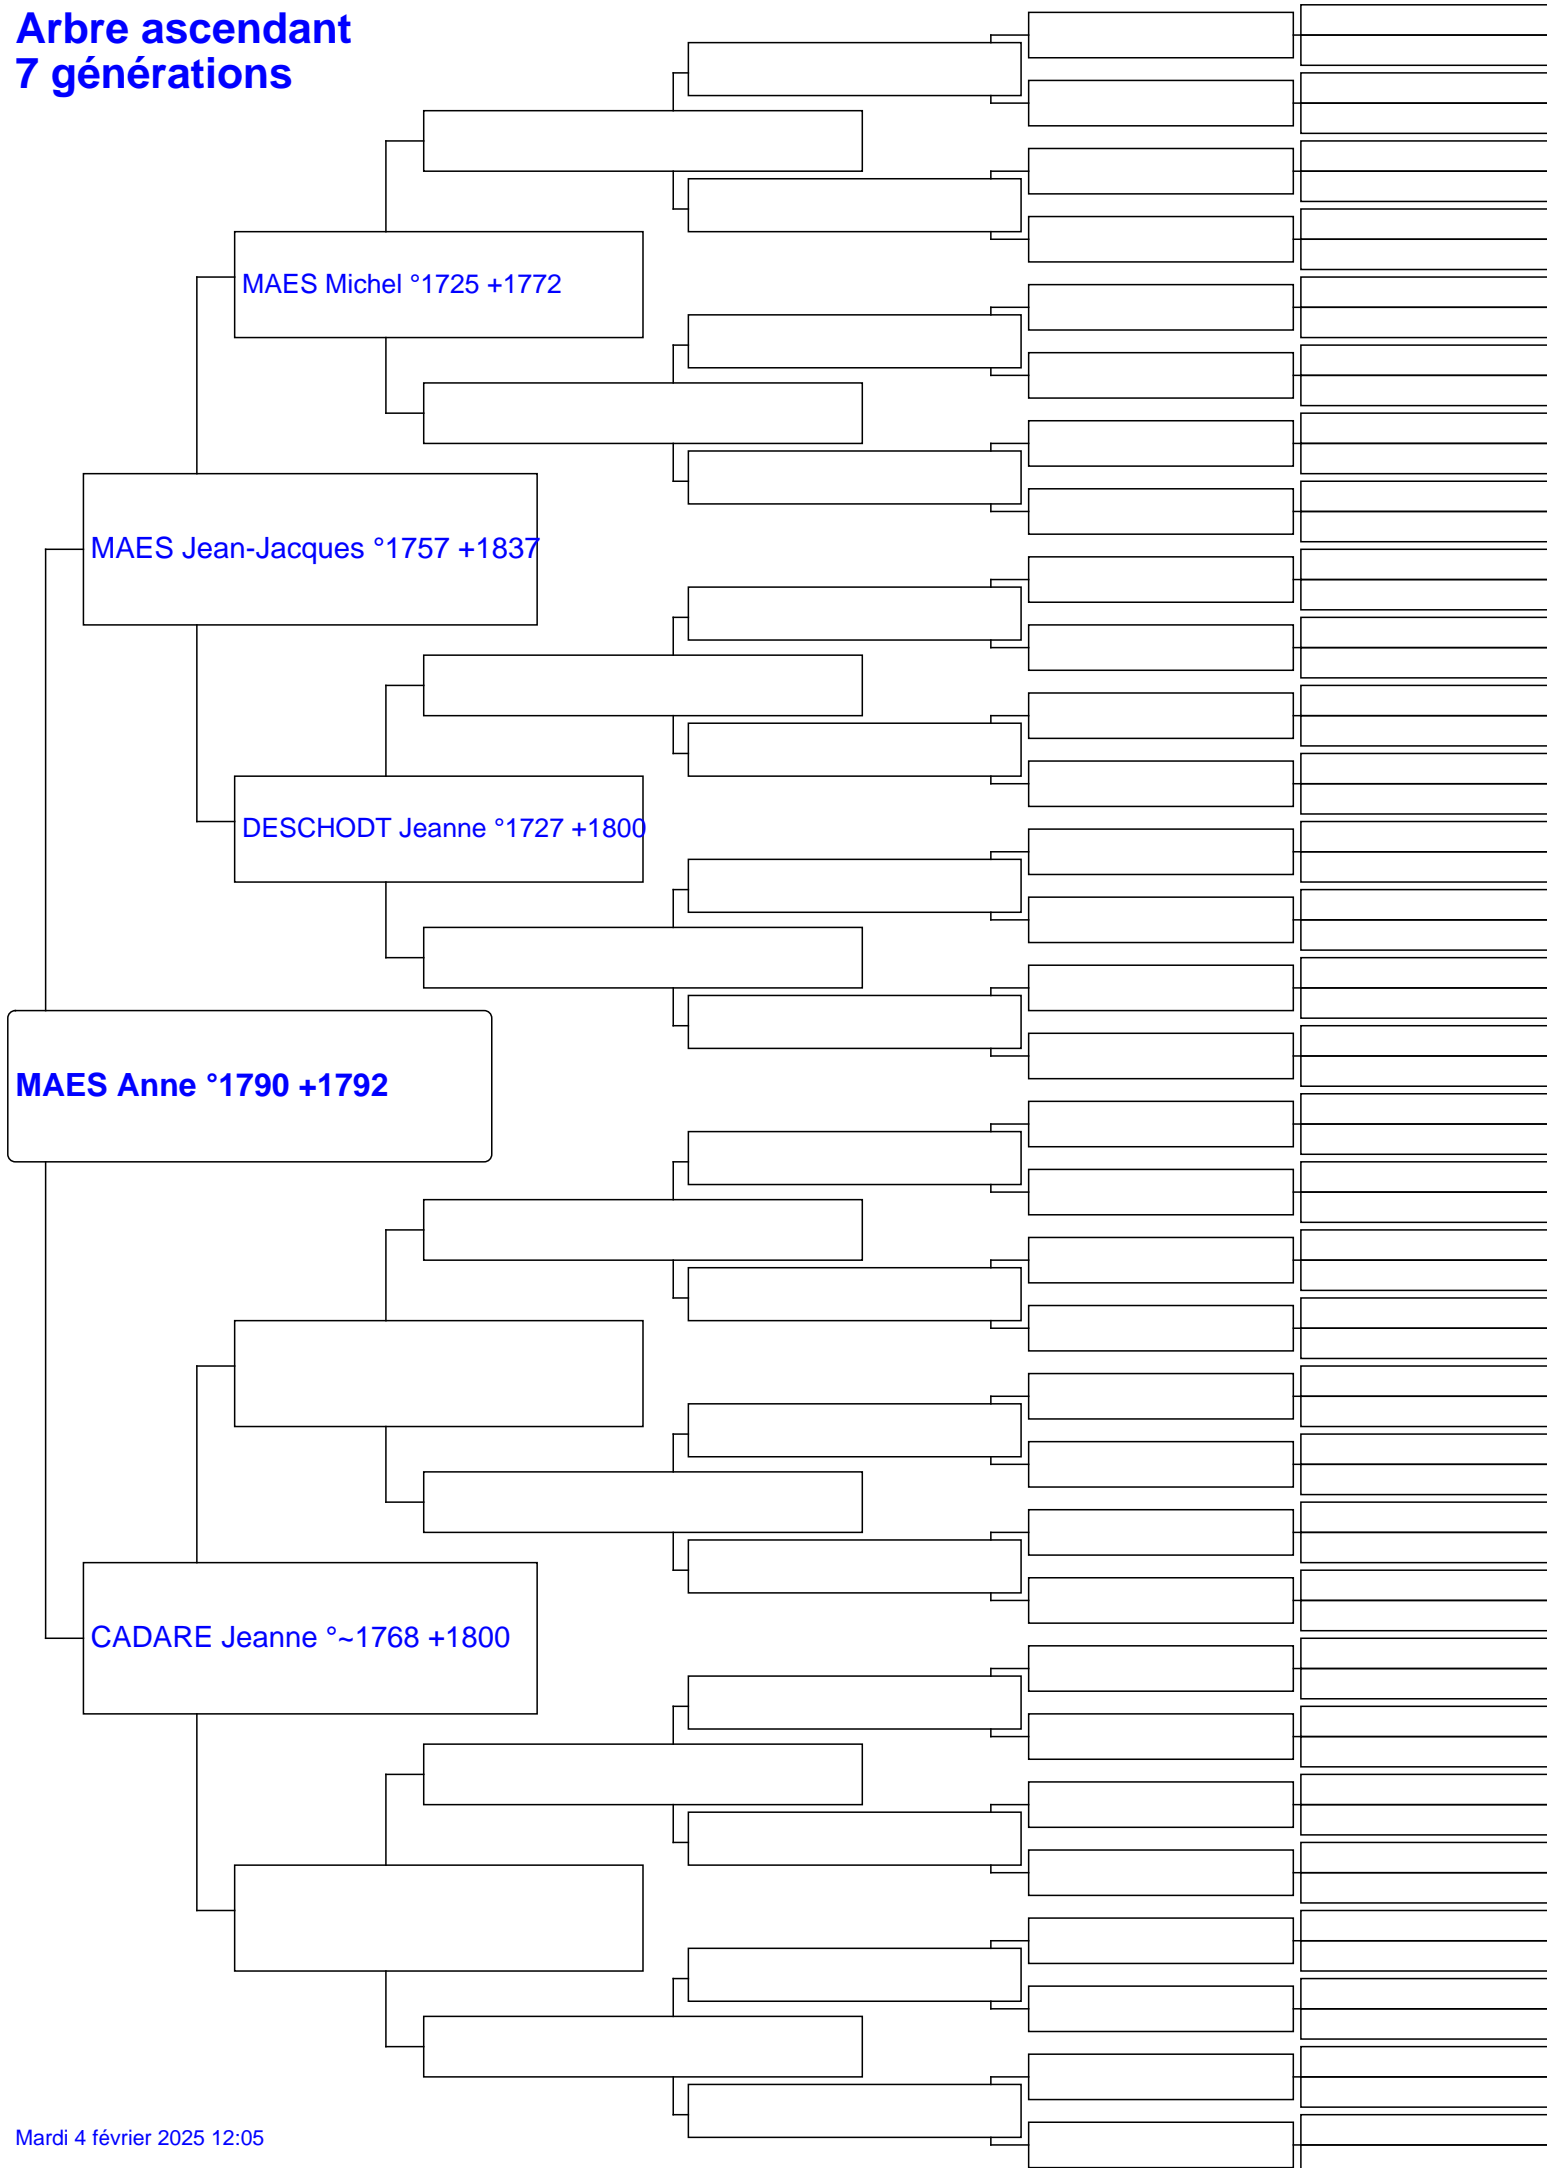 Arbre ascendant
7 générations
MAES Michel °1725 +1772
MAES Jean-Jacques °1757 +1837
DESCHODT Jeanne °1727 +1800
MAES Anne °1790 +1792
CADARE Jeanne °~1768 +1800
Mardi 4 février 2025 12:05